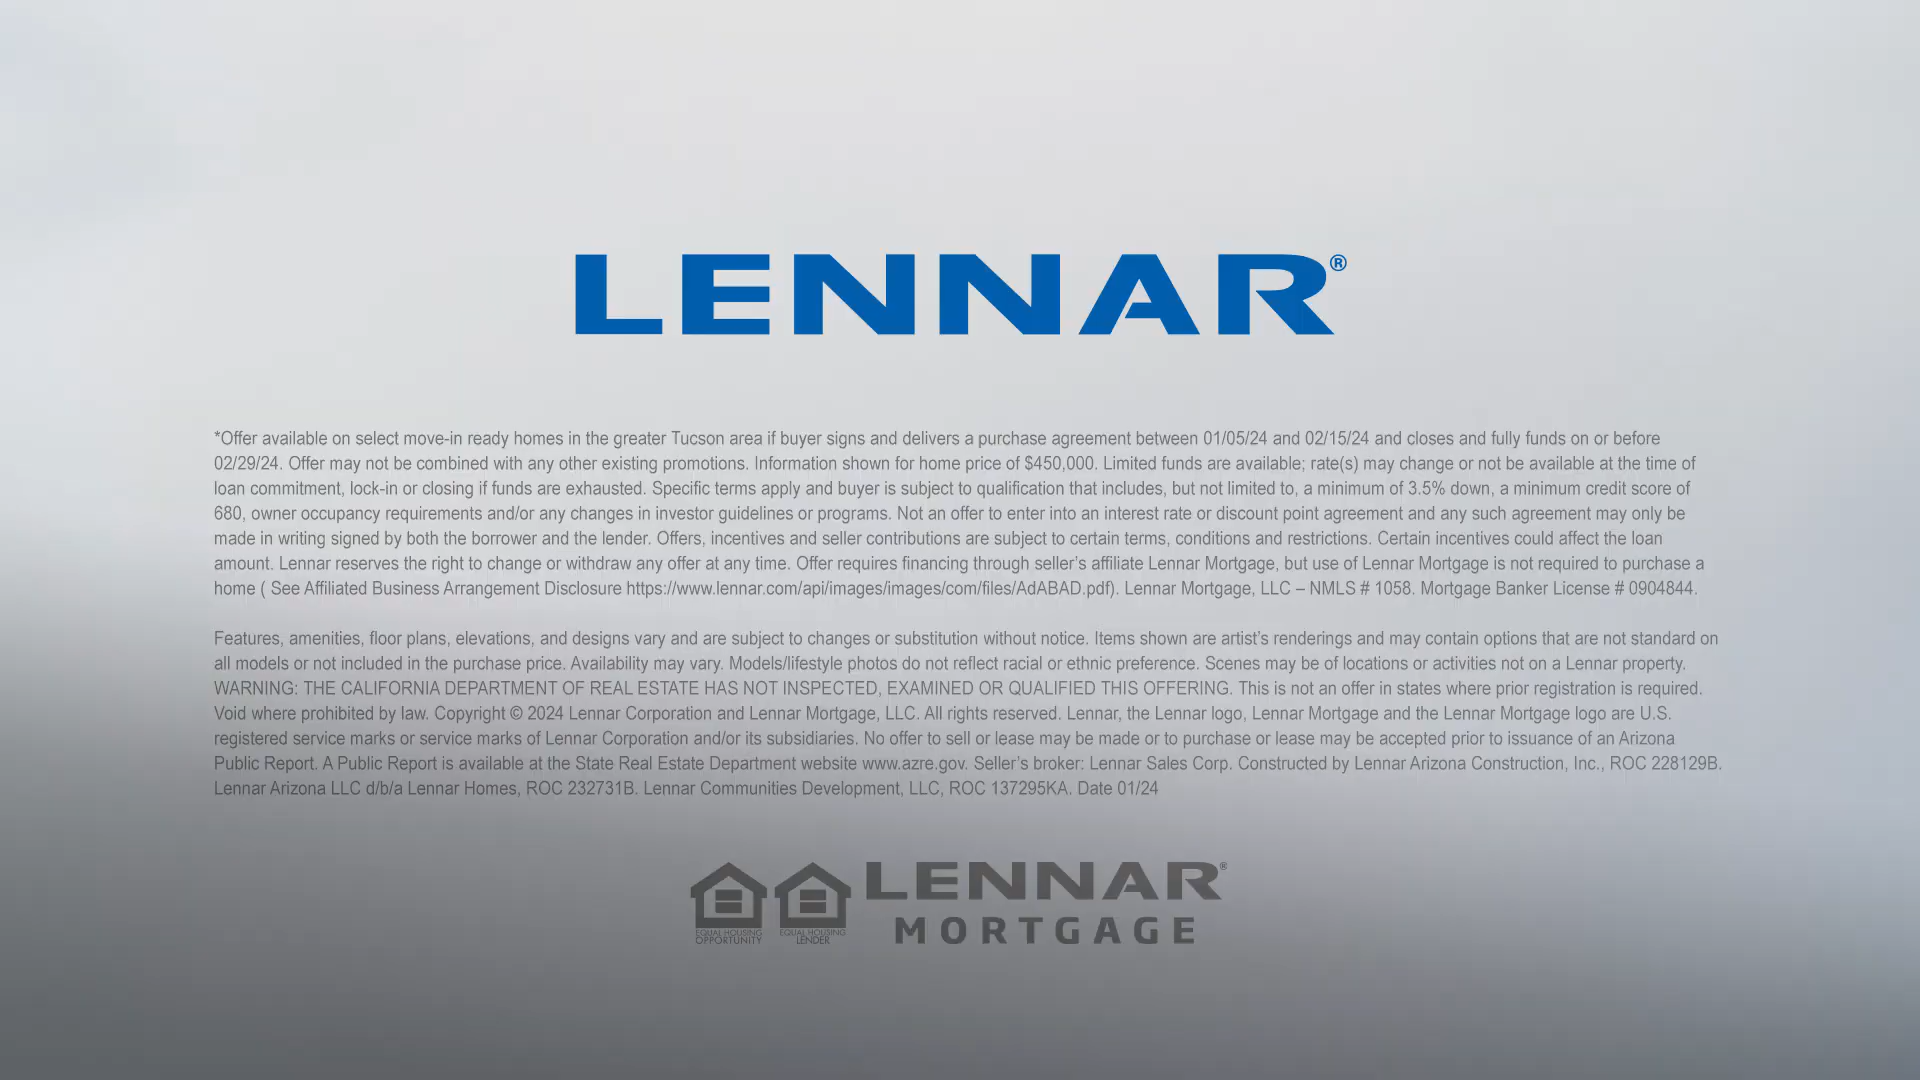 LENNAR®
*Offer available on select move-in ready homes in the greater Tucson area if buyer signs and delivers a purchase agreement between 01/05/24 and 02/15/24 and closes and fully funds on or before
02/29/24. Offer may not be combined with any other existing promotions. Information shown for home price of $450,000. Limited funds are available; rate(s) may change or not be available at the time of
loan commitment, lock-in or closing if funds are exhausted. Specific terms apply and buyer is subject to qualification that includes, but not limited to, a minimum of 3.5% down, a minimum credit score of
680, owner occupancy requirements and/or any changes in investor guidelines or programs. Not an offer to enter into an interest rate or discount point agreement and any such agreement may only be
made in writing signed by both the borrower and the lender. Offers, incentives and seller contributions are subject to certain terms, conditions and restrictions. Certain incentives could affect the loan
amount. Lennar reserves the right to change or withdraw any offer at any time. Offer requires financing through seller’s affiliate Lennar Mortgage, but use of Lennar Mortgage is not required to purchase a
home ( See Affiliated Business Arrangement Disclosure https://www.lennar.com/api/images/images/com/files/AdABAD.pdf). Lennar Mortgage, LLC – NMLS # 1058. Mortgage Banker License # 0904844.
Features, amenities, floor plans, elevations, and designs vary and are subject to changes or substitution without notice. Items shown are artist’s renderings and may contain options that are not standard on
all models or not included in the purchase price. Availability may vary. Models/lifestyle photos do not reflect racial or ethnic preference. Scenes may be of locations or activities not on a Lennar property.
WARNING: THE CALIFORNIA DEPARTMENT OF REAL ESTATE HAS NOT INSPECTED, EXAMINED OR QUALIFIED THIS OFFERING. This is not an offer in states where prior registration is required.
Void where prohibited by law. Copyright © 2024 Lennar Corporation and Lennar Mortgage, LLC. All rights reserved. Lennar, the Lennar logo, Lennar Mortgage and the Lennar Mortgage logo are U.S.
registered service marks or service marks of Lennar Corporation and/or its subsidiaries. No offer to sell or lease may be made or to purchase or lease may be accepted prior to issuance of an Arizona
Public Report. A Public Report is available at the State Real Estate Department website www.azre.gov. Seller’s broker: Lennar Sales Corp. Constructed by Lennar Arizona Construction, Inc., ROC 228129B.
Lennar Arizona LLC d/b/a Lennar Homes, ROC 232731B. Lennar Communities Development, LLC, ROC 137295KA. Date 01/24
EQUAL HOUSING
OPPORTUNITY
EQUAL HOUSING
LENDER
LENNAR®
MORTGAGE